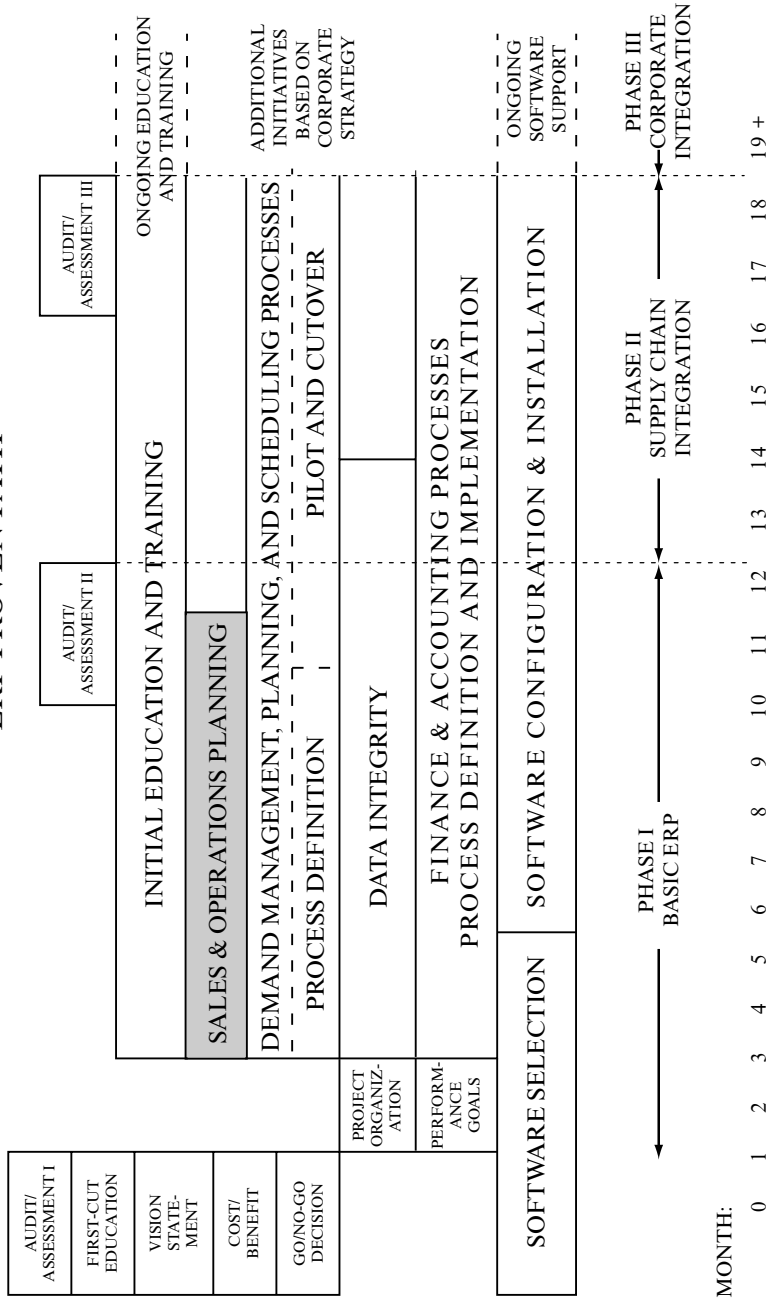 AUDIT/
ASSESSMENT I
FIRST-CUT
EDUCATION
VISION
STATE-
MENT
COST/
BENEFIT
GO/NO-GO
DECISION
AUDIT/
ASSESSMENT II
AUDIT/
ASSESSMENT III
INITIAL EDUCATION AND TRAINING
ONGOING EDUCATION
AND TRAINING
SALES & OPERATIONS PLANNING
DEMAND MANAGEMENT, PLANNING, AND SCHEDULING PROCESSES
PROCESS DEFINITION
PILOT AND CUTOVER
ADDITIONAL
INITIATIVES
BASED ON
CORPORATE
STRATEGY
PROJECT
ORGANIZ-
ATION
DATA INTEGRITY
PERFORM-
ANCE
GOALS
FINANCE & ACCOUNTING PROCESSES
PROCESS DEFINITION AND IMPLEMENTATION
SOFTWARE SELECTION
SOFTWARE CONFIGURATION & INSTALLATION
ONGOING
SOFTWARE
SUPPORT
PHASE I
BASIC ERP
PHASE II
SUPPLY CHAIN
INTEGRATION
PHASE III
CORPORATE
INTEGRATION
MONTH:
0 1 2 3 4 5 6 7 8 9 10 11 12 13 14 15 16 17 18 19 +